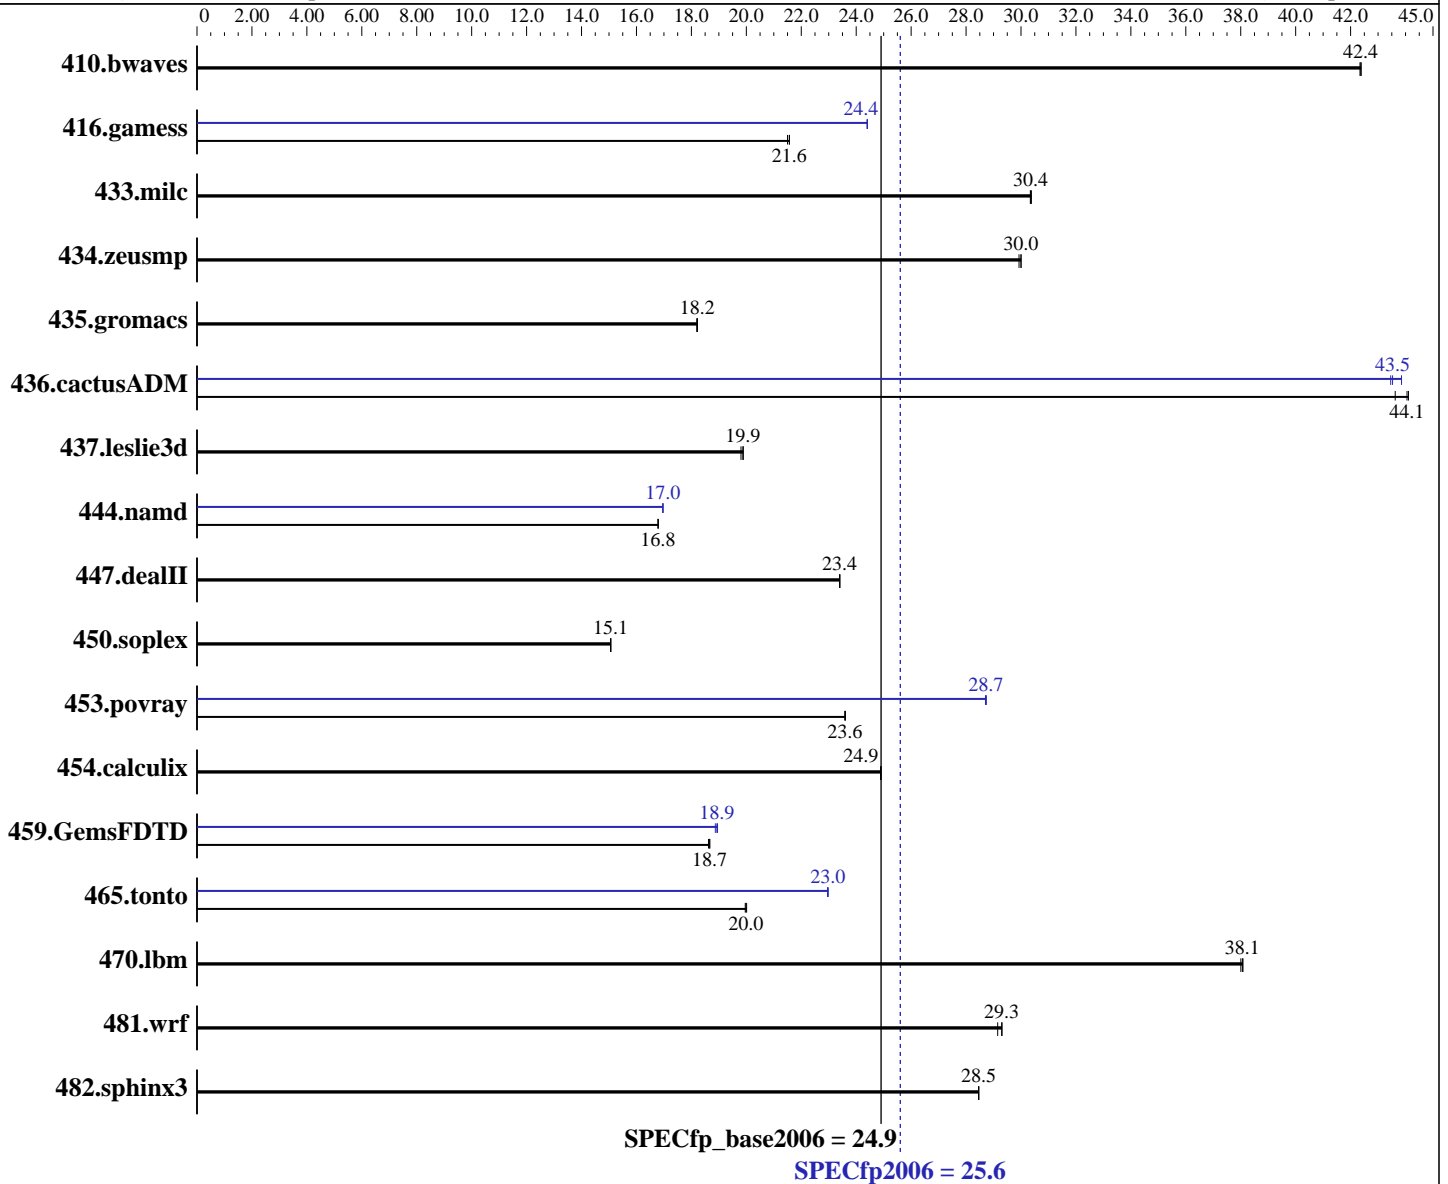 0 2.00 4.00 6.00 8.00 10.0 12.0 14.0 16.0 18.0 20.0 22.0 24.0 26.0 28.0 30.0 32.0 34.0 36.0 38.0 40.0 42.0 45.0
410.bwaves 42.4
24.4
416.gamess
21.6
433.milc 30.4
434.zeusmp 30.0
435.gromacs 18.2
43.5
436.cactusADM
44.1
437.leslie3d 19.9
17.0
444.namd
16.8
447.dealII 23.4
450.soplex 15.1
28.7
453.povray
23.6
454.calculix 24.9
18.9
459.GemsFDTD
18.7
23.0
465.tonto
20.0
470.lbm 38.1
481.wrf 29.3
482.sphinx3 28.5
SPECfp_base2006 = 24.9
SPECfp2006 = 25.6